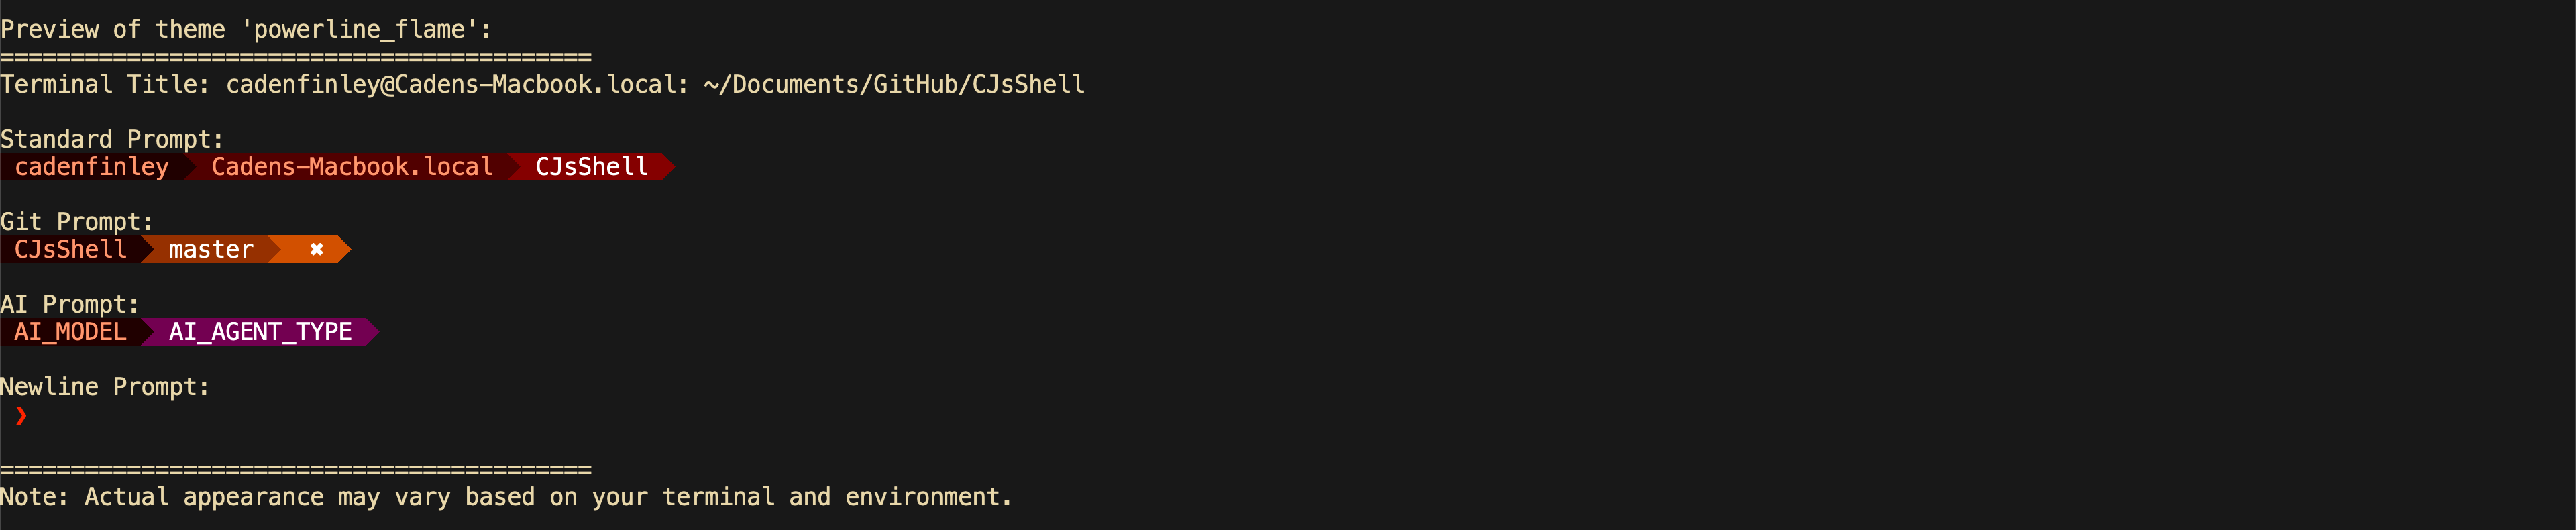 Preview of theme 'powerline_flame':
==========================================
Terminal Title: cadenfinley@Cadens-Macbook.local: ~/Documents/GitHub/CJsShell
Standard Prompt:
cadenfinley Cadens-Macbook.local CJsShell
Git Prompt:
CJsShell master ✖
AI Prompt:
AI_MODEL AI_AGENT_TYPE
Newline Prompt:
❯
==========================================
Note: Actual appearance may vary based on your terminal and environment.